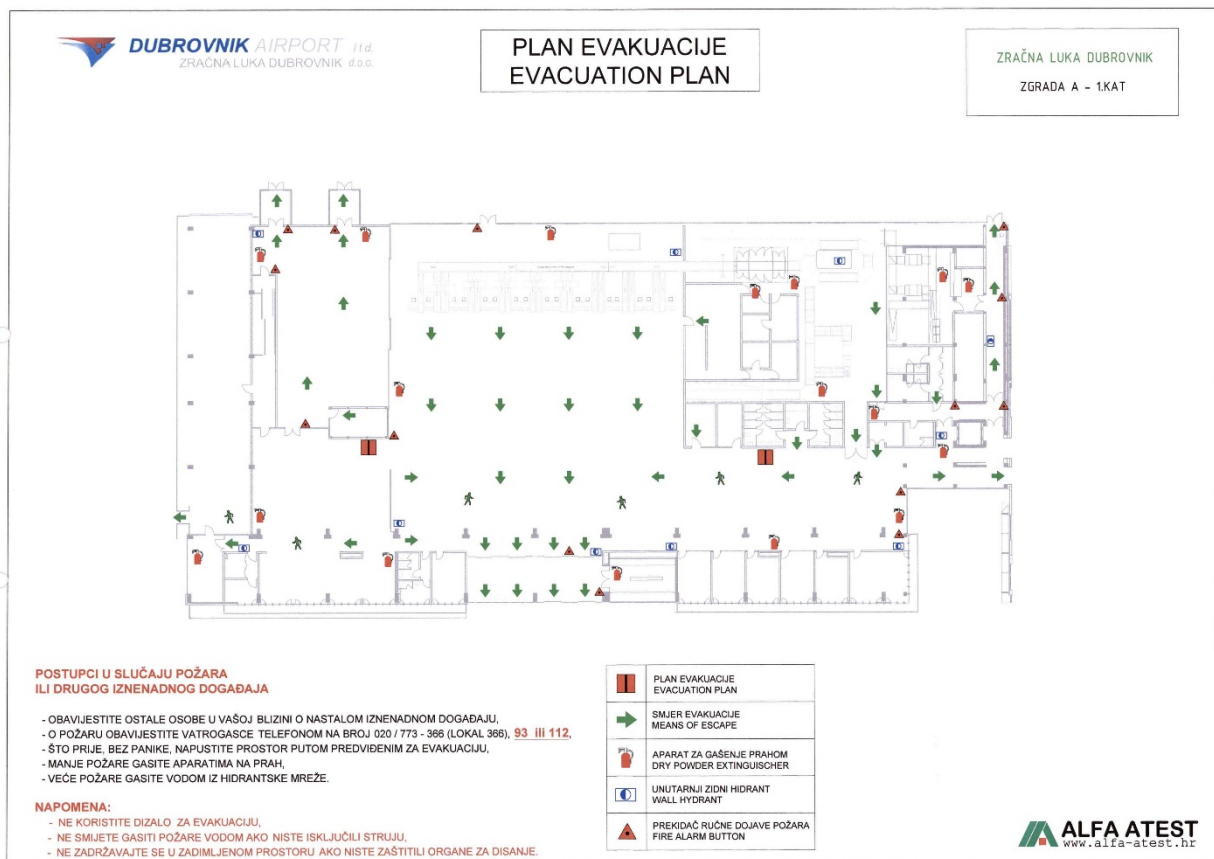 DUBROVNIK AIRPORT ltd.
ZRAČNA LUKA DUBROVNIK d.o.o.
PLAN EVAKUACIJE
EVACUATION PLAN
ZRAČNA LUKA DUBROVNIK
ZGRADA A - 1.KAT
POSTUPCI U SLUČAJU POŽARA
ILI DRUGOG IZNENADNOG DOGAĐAJA
- OBAVIJESTITE OSTALE OSOBE U VAŠOJ BLIZINI O NASTALOM IZNENADNOM DOGAĐAJU,
- O POŽARU OBAVIJESTITE VATROGASCE TELEFONOM NA BROJ 020 / 773 - 366 (LOKAL 366), 93 ili 112,
- ŠTO PRIJE, BEZ PANIKE, NAPUSTITE PROSTOR PUTOM PREDVIĐENIM ZA EVAKUACIJU,
- MANJE POŽARE GASITE APARATIMA NA PRAH,
- VEĆE POŽARE GASITE VODOM IZ HIDRANTSKE MREŽE.
NAPOMENA:
- NE KORISTITE DIZALO ZA EVAKUACIJU,
- NE SMIJETE GASITI POŽARE VODOM AKO NISTE ISKLJUČILI STRUJU,
- NE ZADRŽAVAJTE SE U ZADIMLJENOM PROSTORU AKO NISTE ZAŠTITILI ORGANE ZA DISANJE.
PLAN EVAKUACIJE
EVACUATION PLAN
SMJER EVAKUACIJE
MEANS OF ESCAPE
APARAT ZA GAŠENJE PRAHOM
DRY POWDER EXTINGUISCHER
UNUTARNJI ZIDNI HIDRANT
WALL HYDRANT
PREKIDAČ RUČNE DOJAVE POŽARA
FIRE ALARM BUTTON
ALFA ATEST
www.alfa-atest.hr